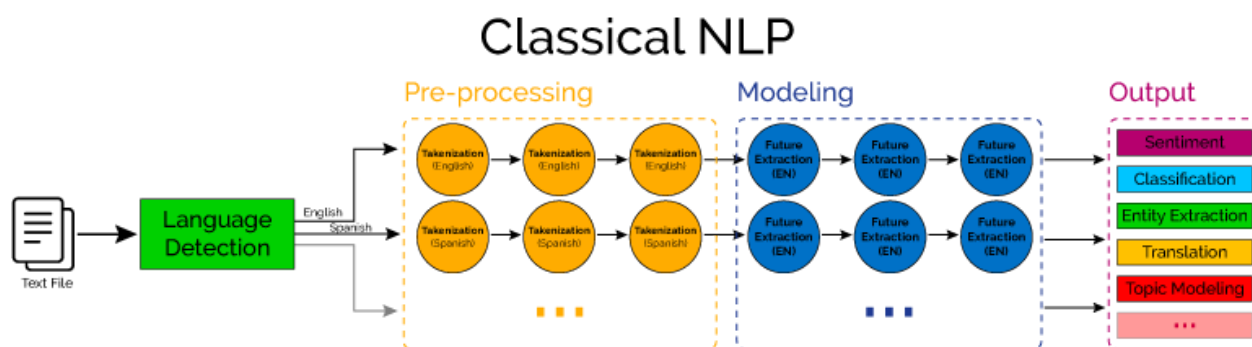 Classical NLP
Pre-processing
Modeling
Output
Text File
Language
Detection
English
Spanish
Takenization
(English)
Takenization
(English)
Takenization
(English)
Takenization
(Spanish)
Takenization
(Spanish)
Takenization
(Spanish)
...
Future
Extraction
(EN)
Future
Extraction
(EN)
Future
Extraction
(EN)
Future
Extraction
(EN)
Future
Extraction
(EN)
Future
Extraction
(EN)
...
Sentiment
Classification
Entity Extraction
Translation
Topic Modeling
...